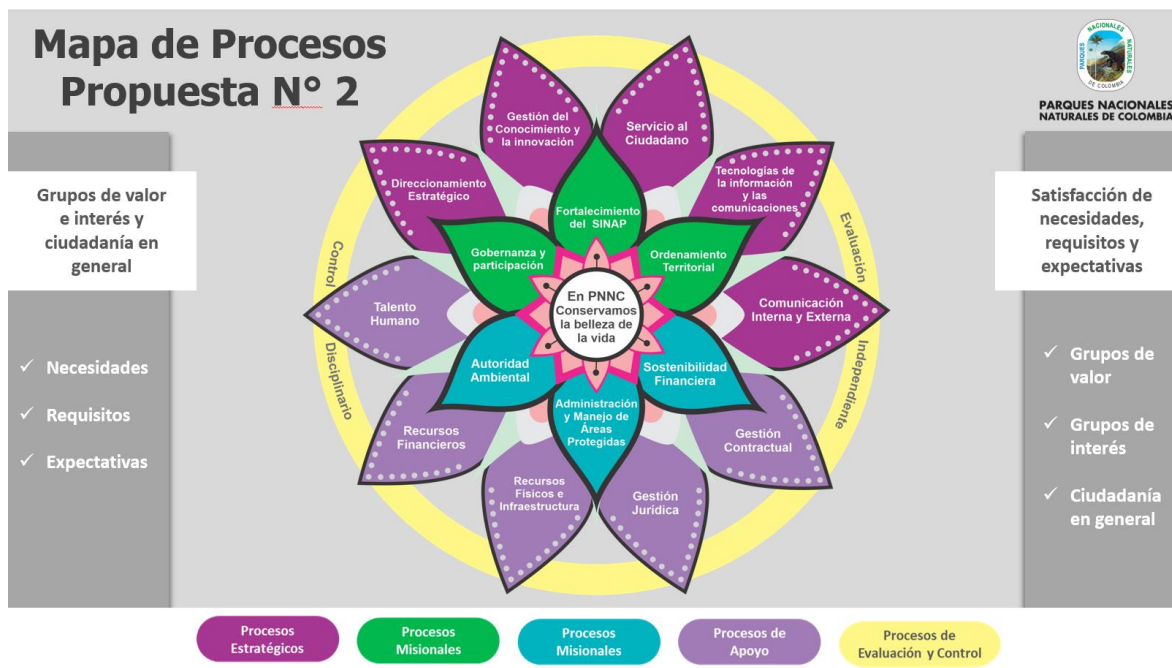 Mapa de Procesos
Propuesta N° 2
PARQUES NACIONALES NATURALES
DE COLOMBIA
PARQUES NACIONALES
NATURALES DE COLOMBIA
Grupos de valor
e interés y
ciudadanía en
general
✓ Necesidades
✓ Requisitos
✓ Expectativas
Gestión del
Conocimiento y
la innovación
Servicio al
Ciudadano
Direccionamiento
Estratégico
Tecnologías de
la información
y las
comunicaciones
Fortalecimiento
del SINAP
Gobernanza y
participación
Ordenamiento
Territorial
Control
Disciplinario
Evaluación
Independiente
Talento
Humano
En PNNC
Conservamos
la belleza de
la vida
Comunicación
Interna y Externa
Autoridad
Ambiental
Sostenibilidad
Financiera
Administración
y Manejo de
Áreas
Protegidas
Recursos
Financieros
Gestión
Contractual
Recursos
Físicos e
Infraestructura
Gestión
Jurídica
Satisfacción de
necesidades,
requisitos y
expectativas
✓ Grupos de
valor
✓ Grupos de
interés
✓ Ciudadanía
en general
Procesos
Estratégicos
Procesos
Misionales
Procesos
Misionales
Procesos de
Apoyo
Procesos de
Evaluación y Control